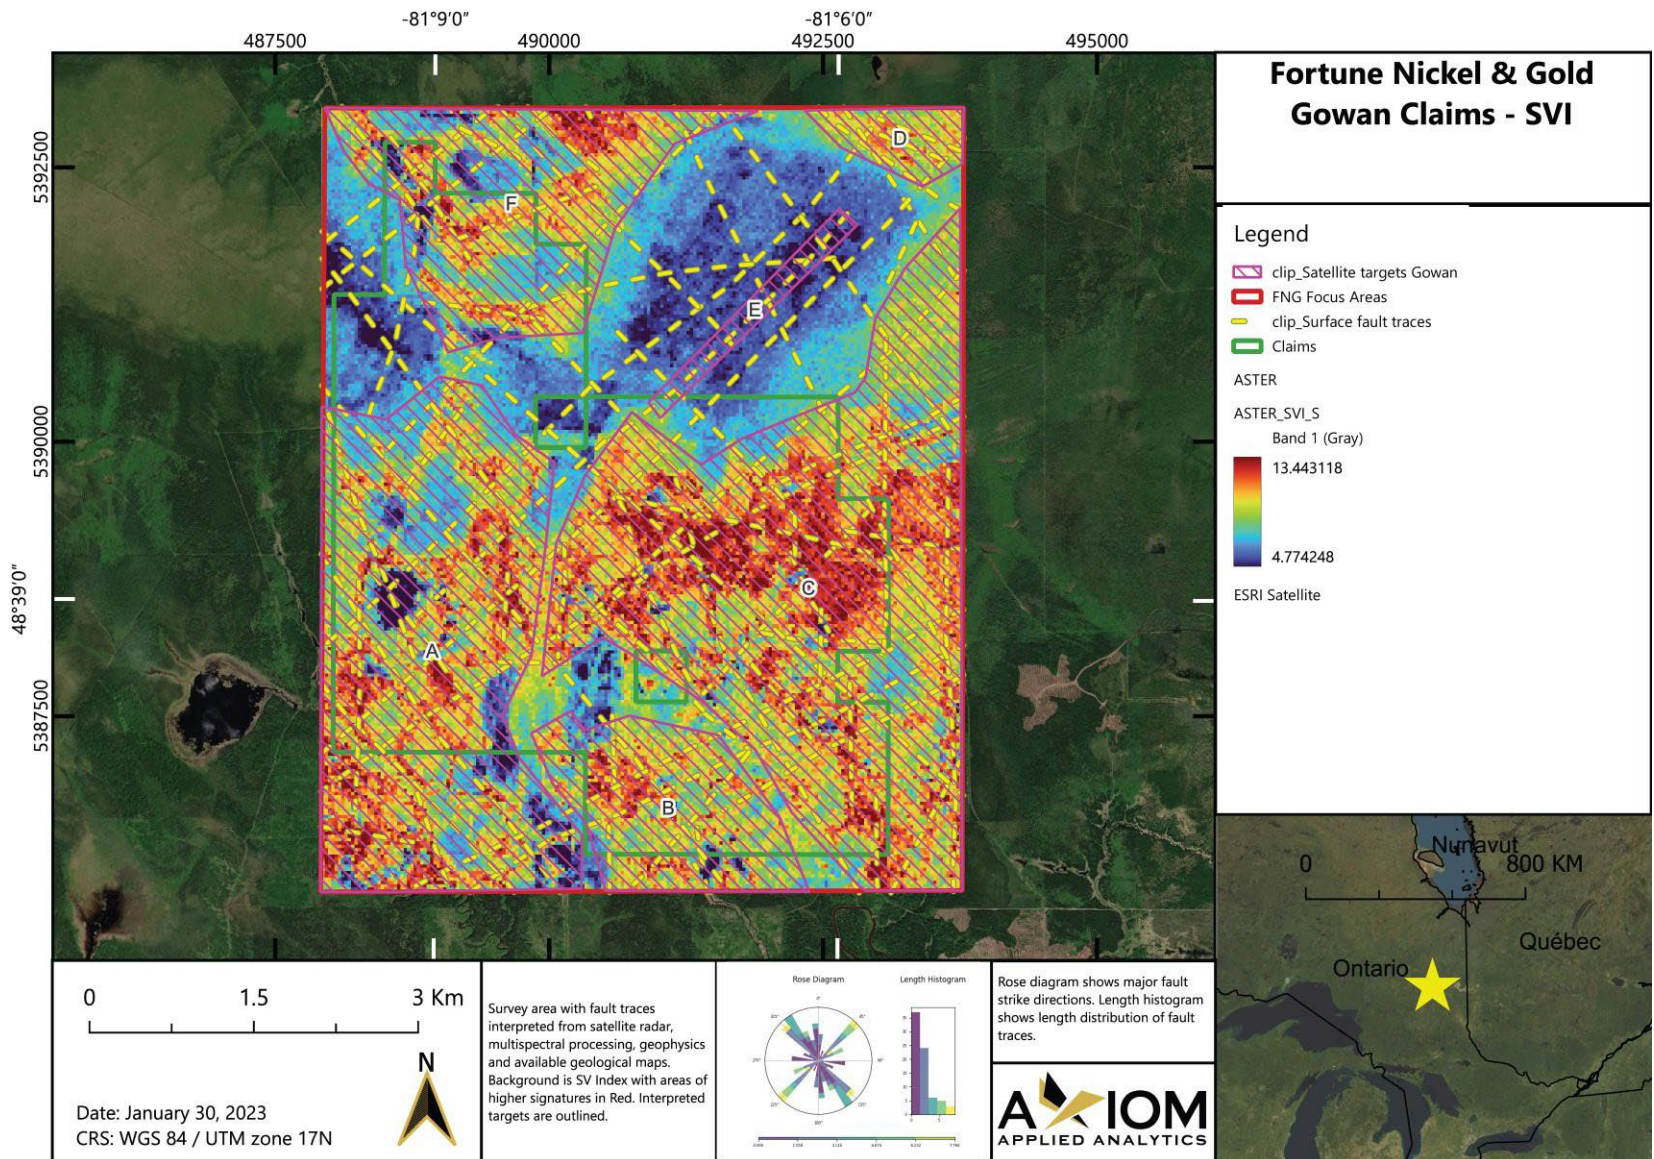 -81°9'0"
-81°6'0"
487500
490000
492500
495000
5392500
5390000
48°39'0"
5387500
D
F
E
C
A
B
Fortune Nickel & Gold
Gowan Claims - SVI
Legend
clip_Satellite targets Gowan
FNG Focus Areas
clip_Surface fault traces
Claims
ASTER
ASTER_SVI_S
Band 1 (Gray)
13.443118
4.774248
ESRI Satellite
Nunavut
0
800 KM
Québec
Ontario
0
1.5
3 Km
N
Date: January 30, 2023
CRS: WGS 84 / UTM zone 17N
Survey area with fault traces
interpreted from satellite radar,
multispectral processing, geophysics
and available geological maps.
Background is SV Index with areas of
higher signatures in Red. Interpreted
targets are outlined.
Rose Diagram
Length Histogram
Rose diagram shows major fault
strike directions. Length histogram
shows length distribution of fault
traces.
AXIOM
APPLIED ANALYTICS